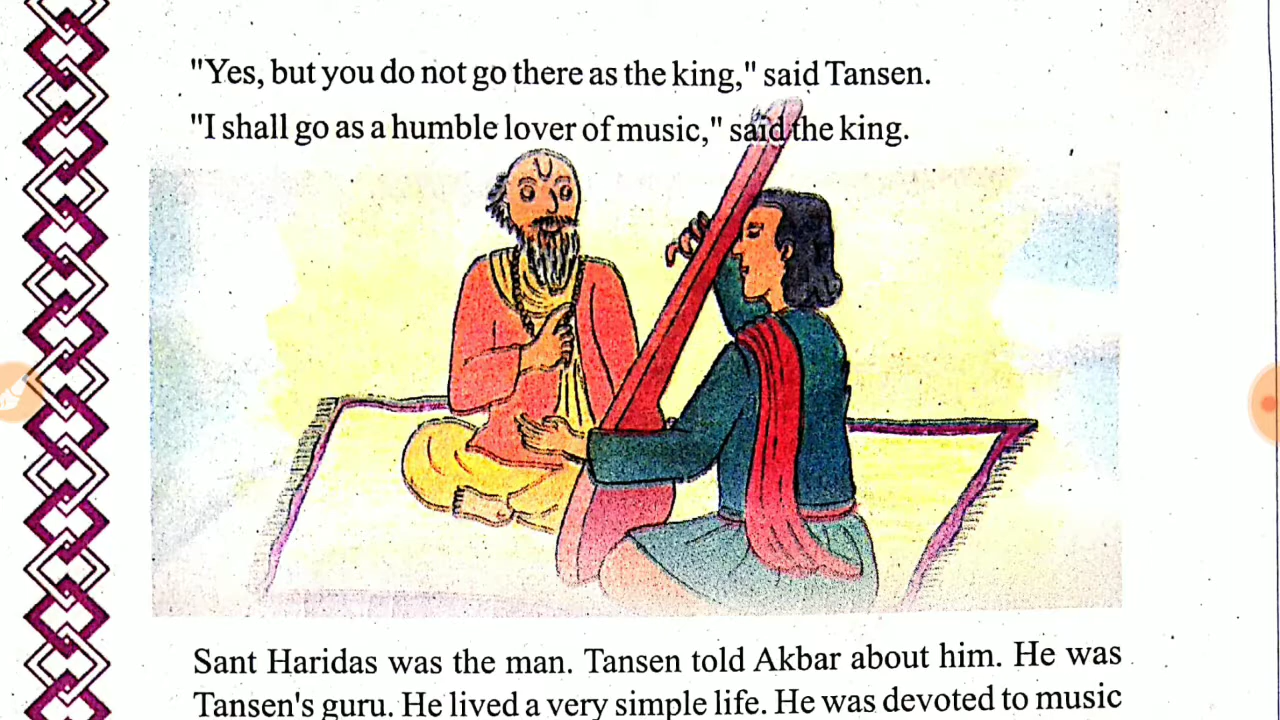 "Yes, but you do not go there as the king," said Tansen.
"I shall go as a humble lover of music," said the king.
Sant Haridas was the man. Tansen told Akbar about him. He was
Tansen's guru. He lived a very simple life. He was devoted to music